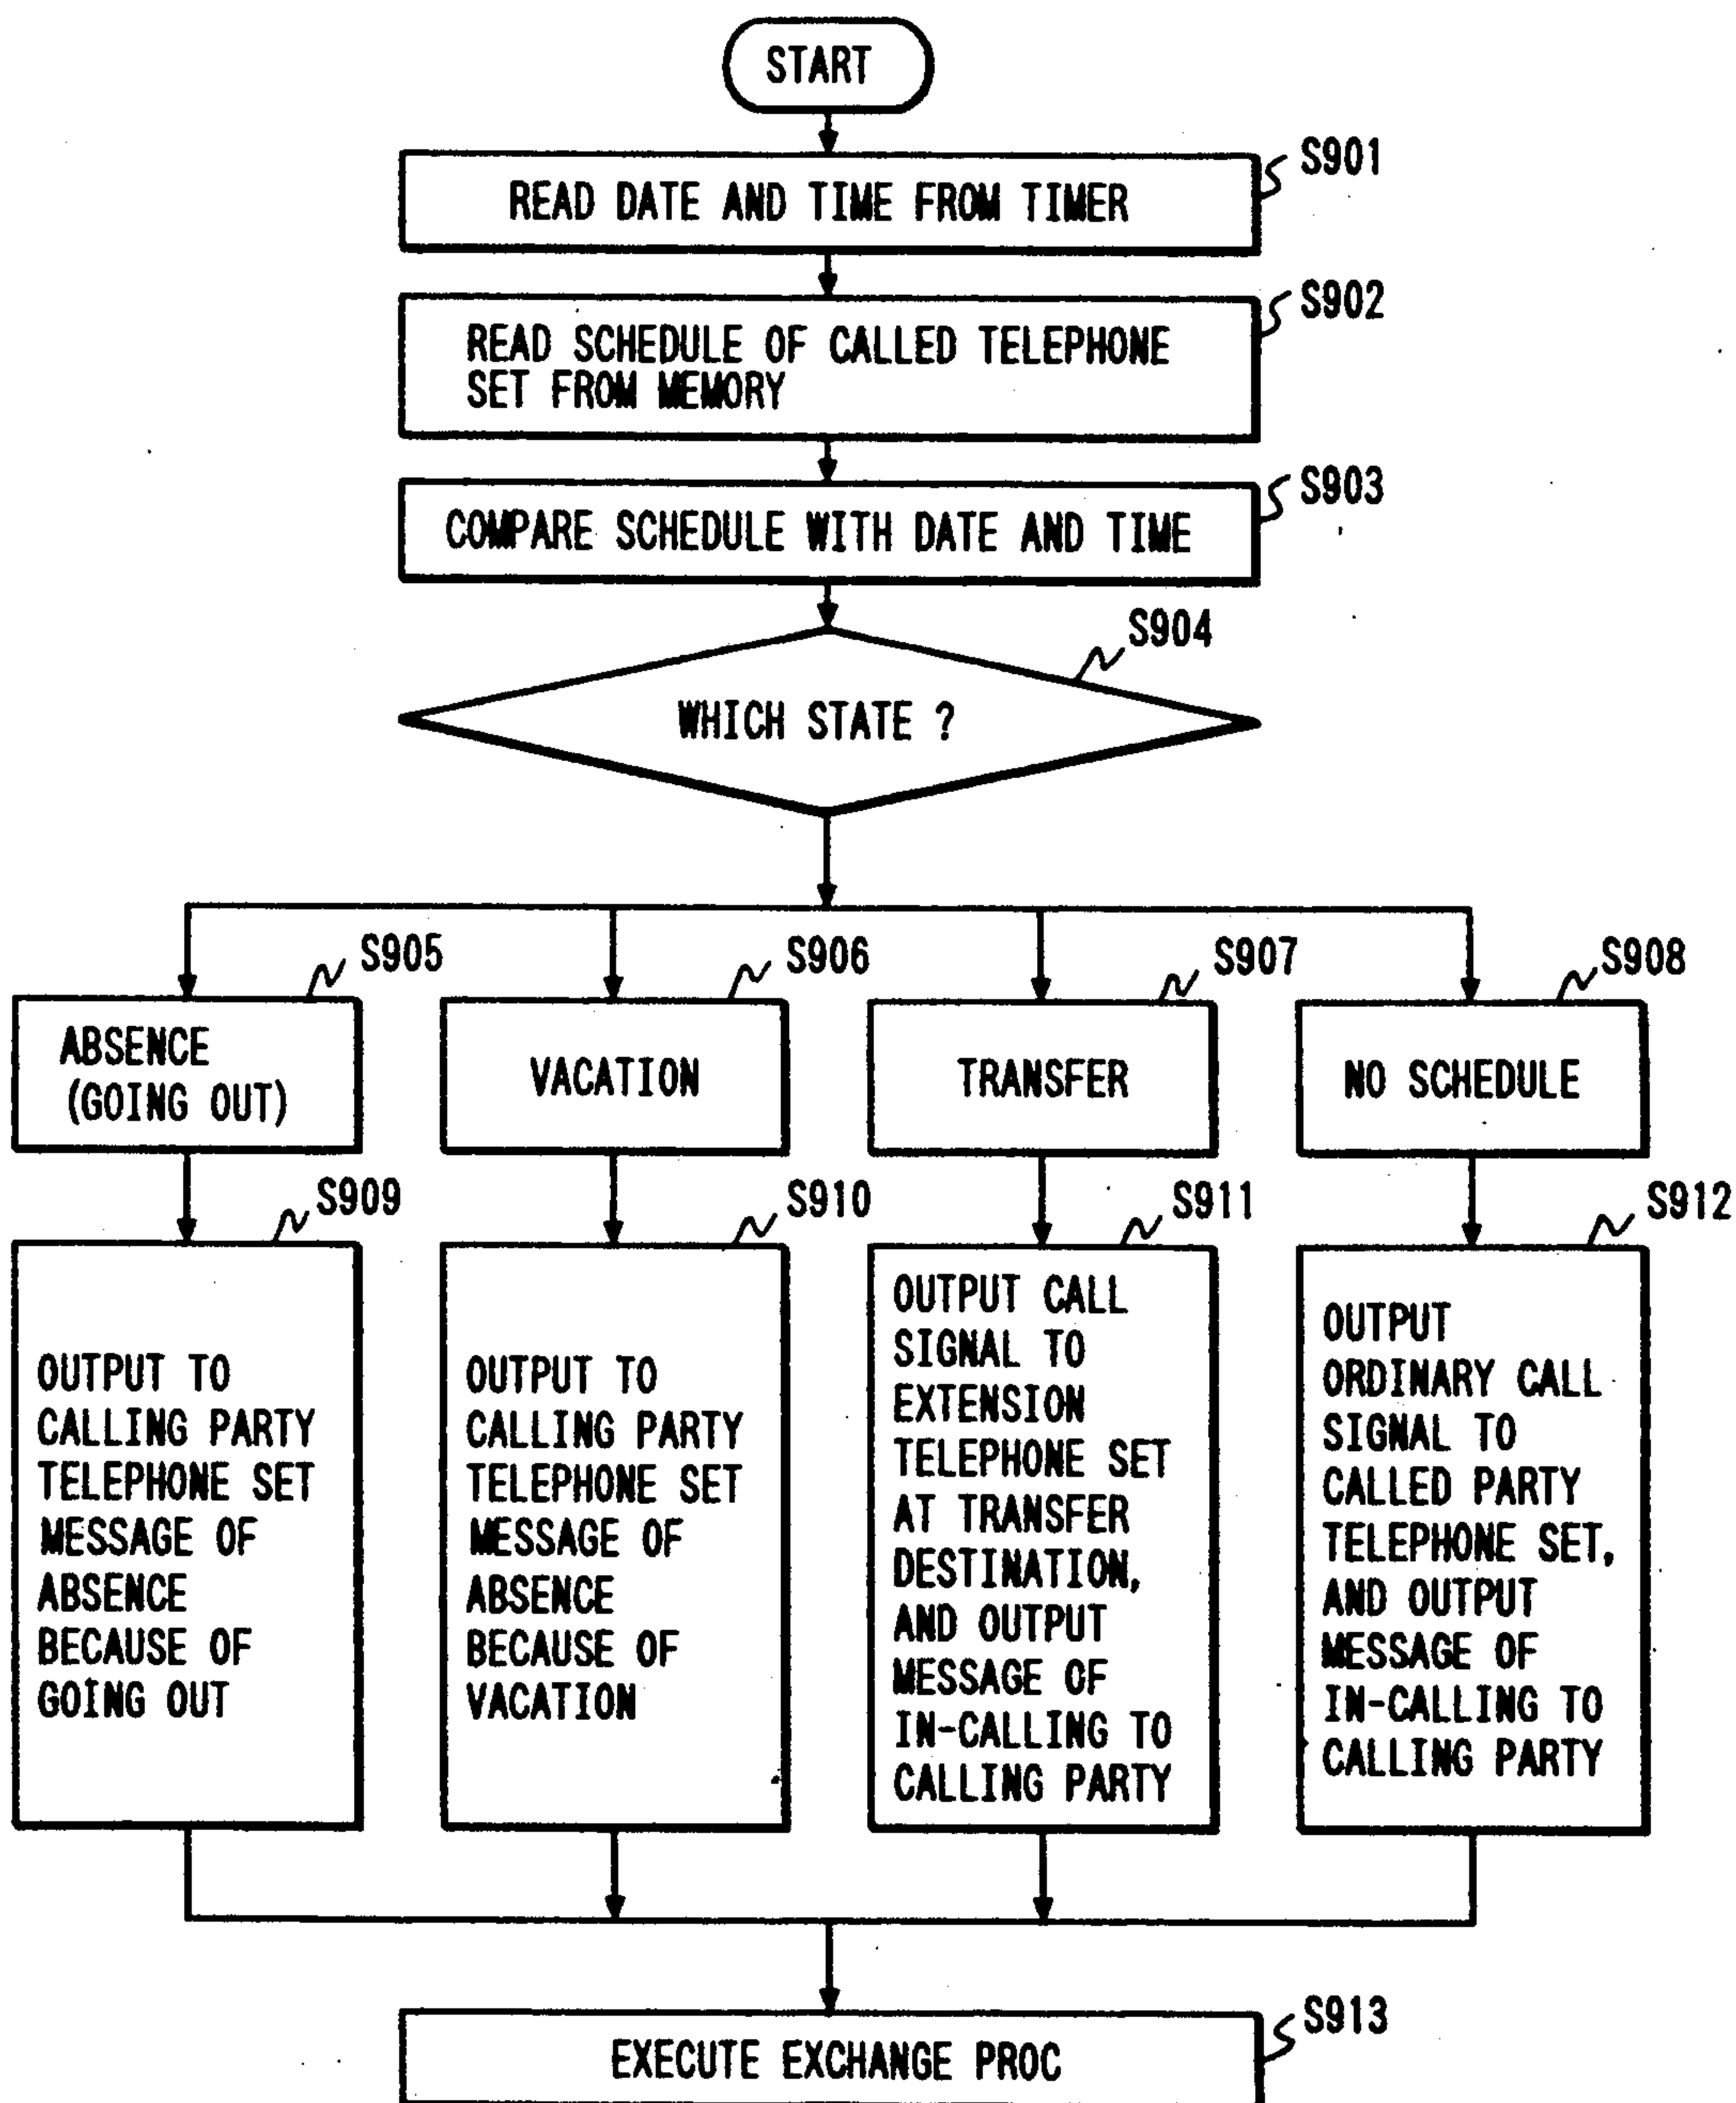 START
S901
READ DATE AND TIME FROM TIMER
S902
READ SCHEDULE OF CALLED TELEPHONE
SET FROM MEMORY
S903
COMPARE SCHEDULE WITH DATE AND TIME
S904
WHICH STATE ?
S905
ABSENCE
(GOING OUT)
S906
VACATION
S907
TRANSFER
S908
NO SCHEDULE
S909
OUTPUT TO
CALLING PARTY
TELEPHONE SET
MESSAGE OF
ABSENCE
BECAUSE OF
GOING OUT
S910
OUTPUT TO
CALLING PARTY
TELEPHONE SET
MESSAGE OF
ABSENCE
BECAUSE OF
VACATION
S911
OUTPUT CALL
SIGNAL TO
EXTENSION
TELEPHONE SET
AT TRANSFER
DESTINATION,
AND OUTPUT
MESSAGE OF
IN-CALLING TO
CALLING PARTY
S912
OUTPUT
ORDINARY CALL
SIGNAL TO
CALLED PARTY
TELEPHONE SET,
AND OUTPUT
MESSAGE OF
IN-CALLING TO
CALLING PARTY
S913
EXECUTE EXCHANGE PROC